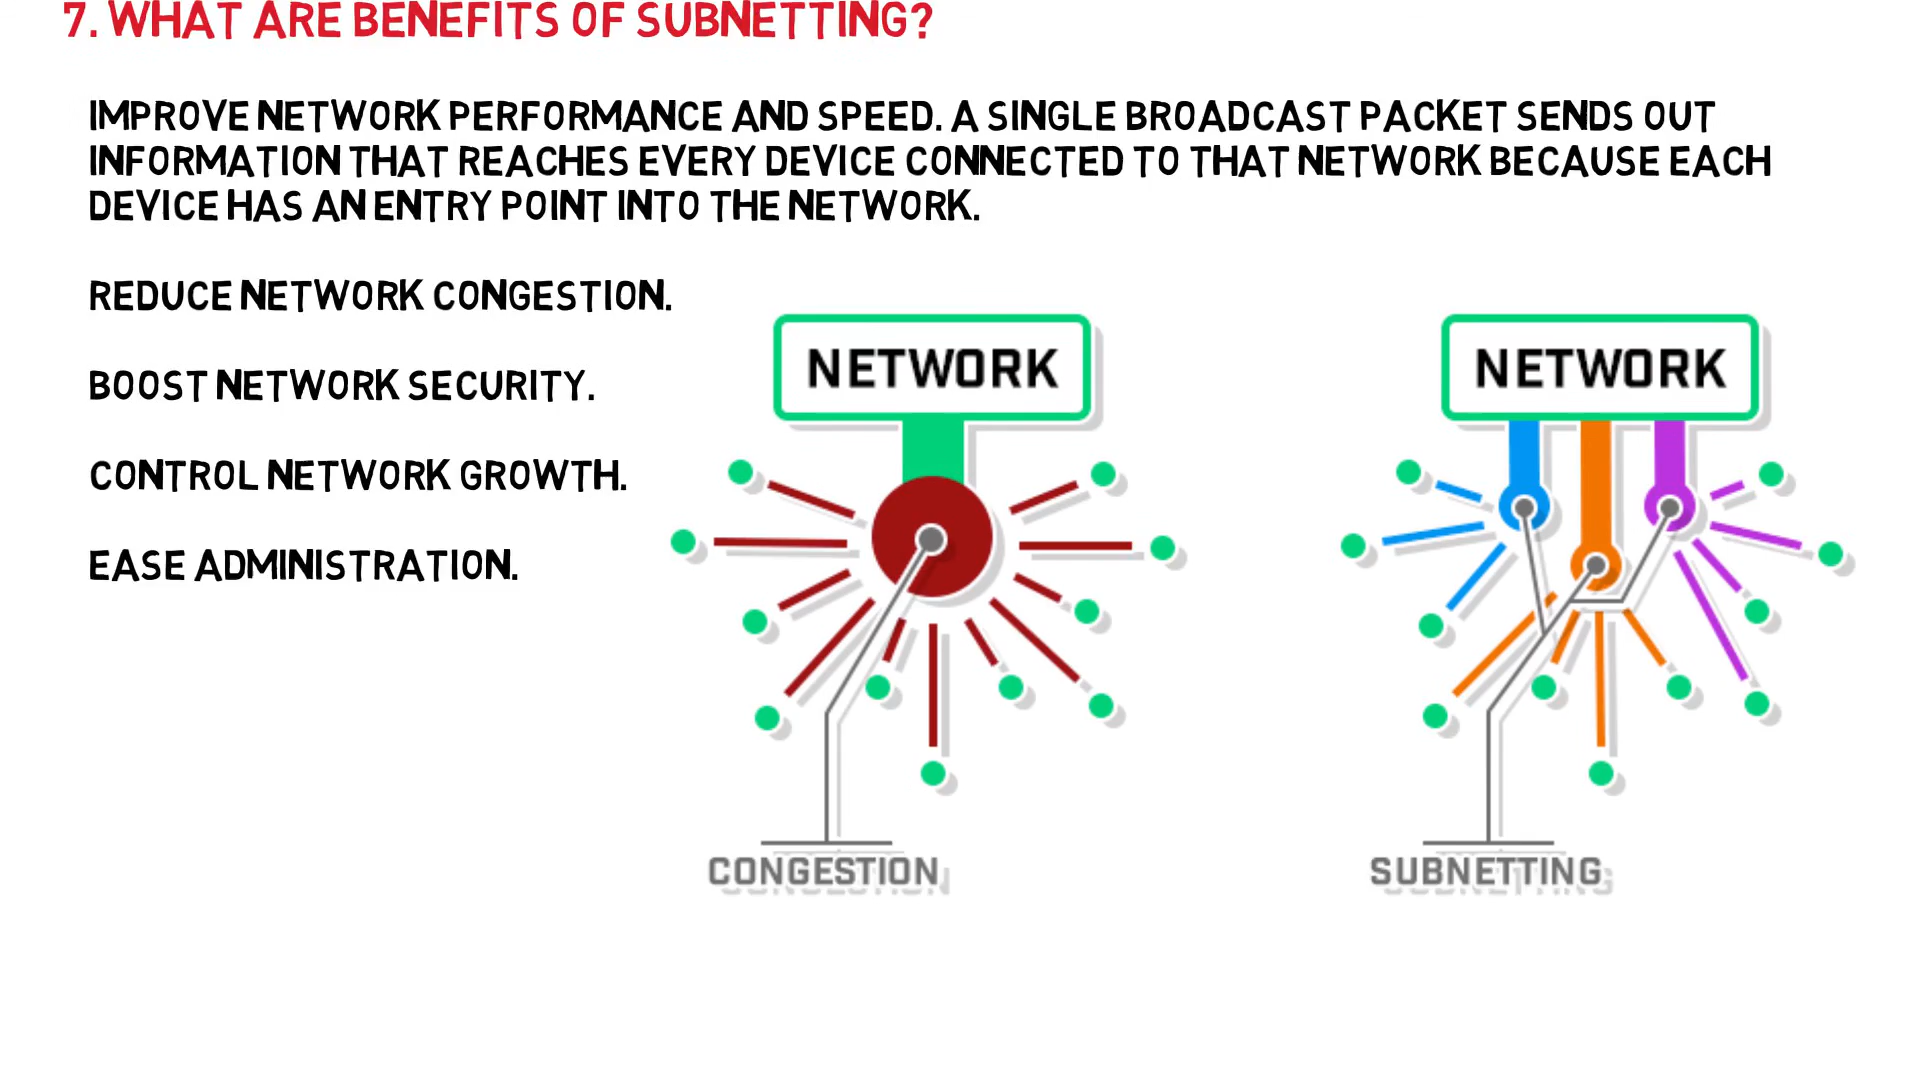 7. WHAT ARE BENEFITS OF SUBNETTING?
IMPROVE NETWORK PERFORMANCE AND SPEED. A SINGLE BROADCAST PACKET SENDS OUT
INFORMATION THAT REACHES EVERY DEVICE CONNECTED TO THAT NETWORK BECAUSE EACH
DEVICE HAS AN ENTRY POINT INTO THE NETWORK.
REDUCE NETWORK CONGESTION.
BOOST NETWORK SECURITY.
CONTROL NETWORK GROWTH.
EASE ADMINISTRATION.
NETWORK
CONGESTION
NETWORK
SUBNETTING